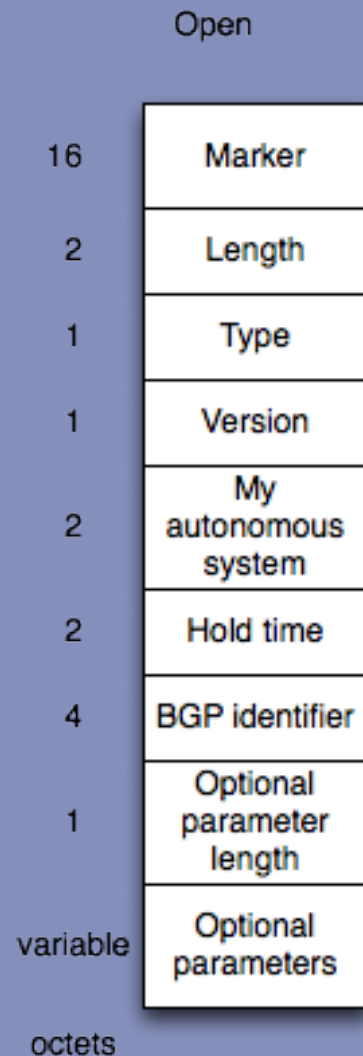 Open
16 Marker
2 Length
1 Type
1 Version
My
2 autonomous
system
2 Hold time
4 BGP identifier
Optional
1 parameter
length
Optional
variable parameters
octets